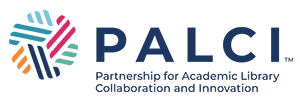 PALCI™
Partnership for Academic Library
Collaboration and Innovation